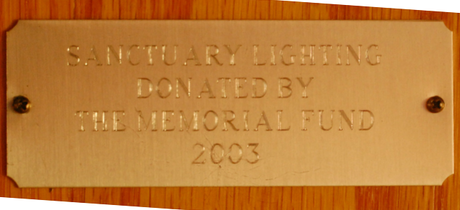 SANCTUARY LIGHTING
DONATED BY
THE MEMORIAL FUND
2003